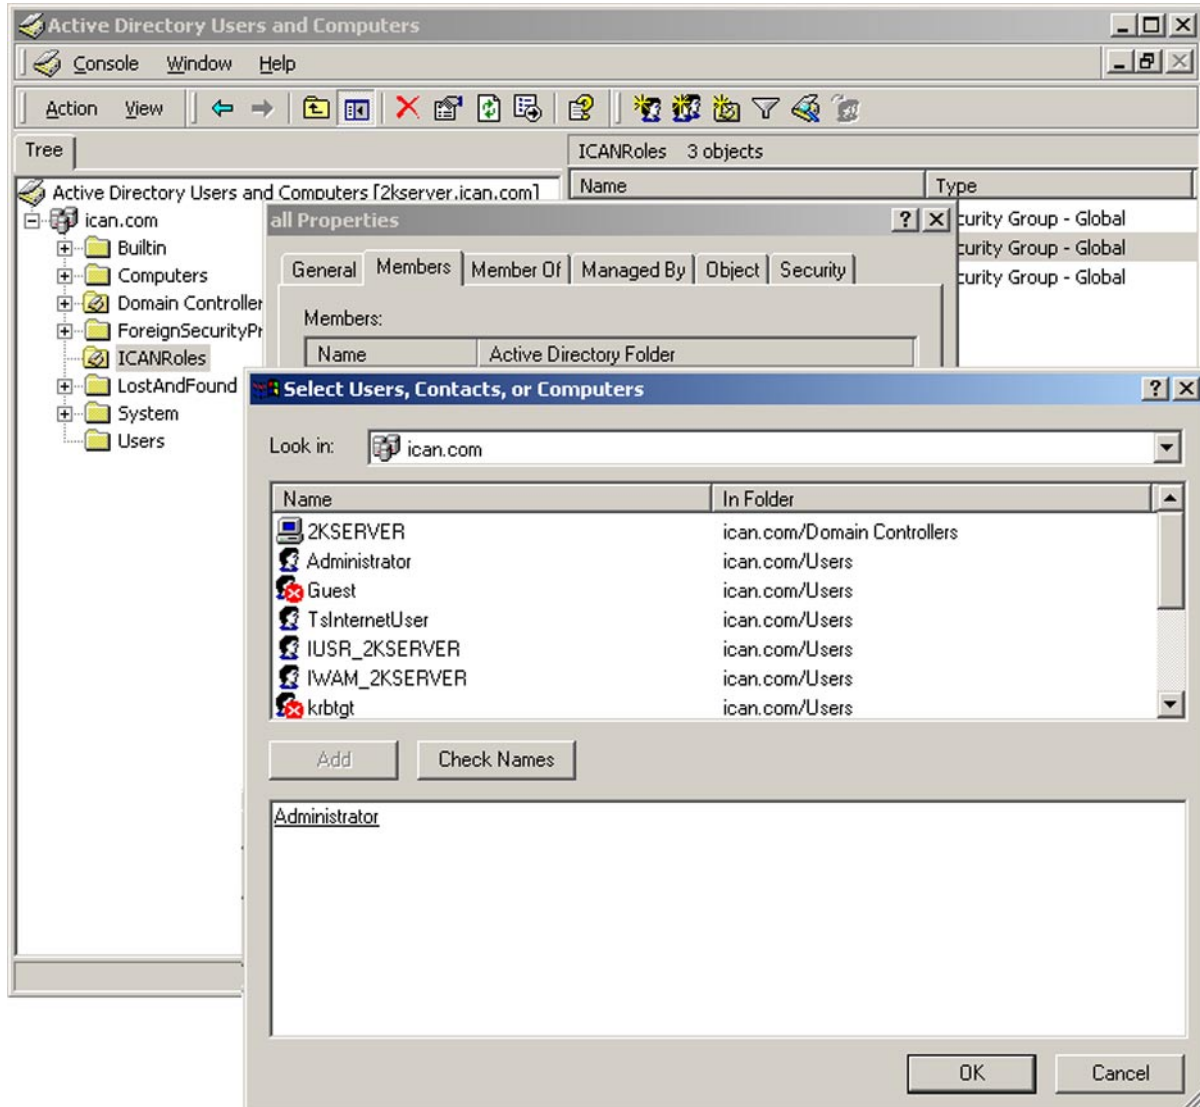 Active Directory Users and Computers
Console Window Help
Action View
Tree
ICANRoles 3 objects
Active Directory Users and Computers [2kserver.ican.com]
Name Type
ican.com
all Properties
curity Group - Global
Builtin
curity Group - Global
Computers
General Members Member Of Managed By Object Security
curity Group - Global
Domain Controller
Members:
ForeignSecurityPr
Name Active Directory Folder
ICANRoles
LostAndFound
System
Users
Select Users, Contacts, or Computers
Look in: ican.com
Name In Folder
2KSERVER ican.com/Domain Controllers
Administrator ican.com/Users
Guest ican.com/Users
TsInternetUser ican.com/Users
IUSR_2KSERVER ican.com/Users
IWAM_2KSERVER ican.com/Users
krbtgt ican.com/Users
Add Check Names
Administrator
OK Cancel